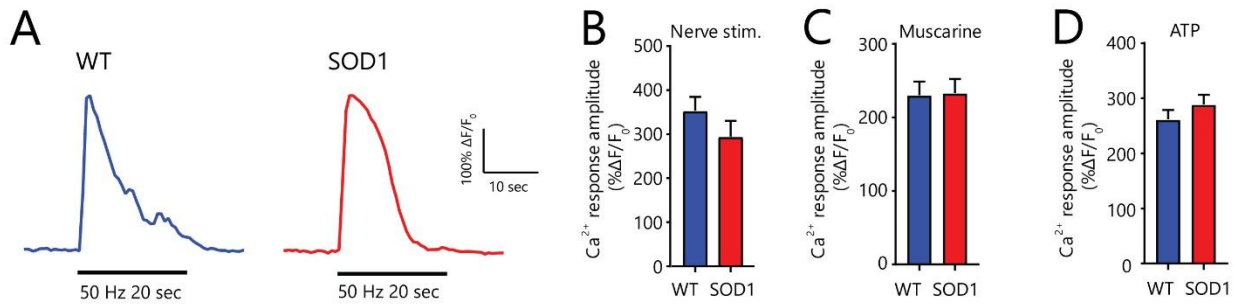 A
WT
SOD1
100% ΔF/F₀
10 sec
50 Hz 20 sec
50 Hz 20 sec
B
Nerve stim.
Ca²⁺ response amplitude
(%ΔF/F₀)
500
400
300
300
100
0
WT SOD1
C
Muscarine
Ca²⁺ response amplitude
(%ΔF/F₀)
300
200
100
0
WT SOD1
D
ATP
Ca²⁺ response amplitude
(%ΔF/F₀)
400
300
200
100
0
WT SOD1